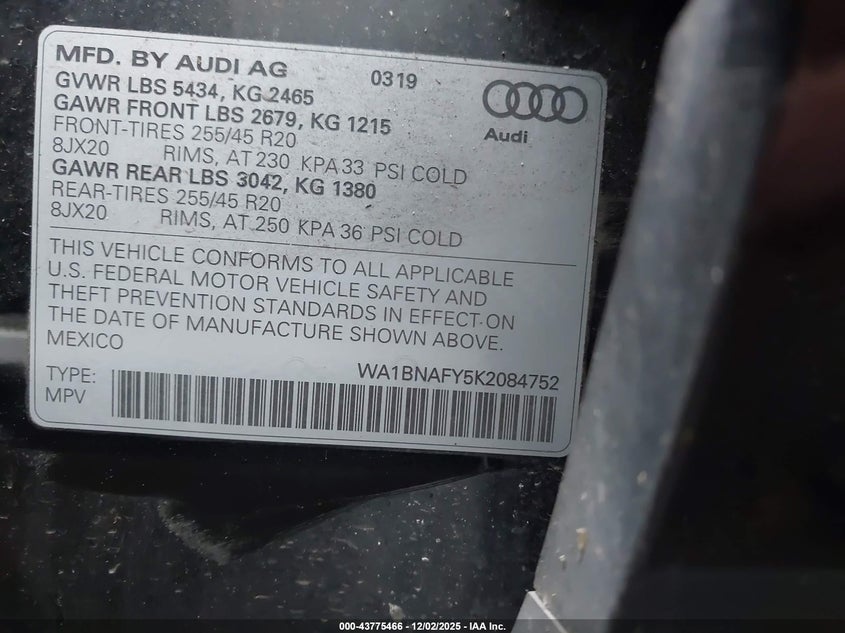 MFD. BY AUDI AG 0319
GVWR LBS 5434, KG 2465
GAWR FRONT LBS 2679, KG 1215
FRONT-TIRES 255/45 R20
8JX20 RIMS, AT 230 KPA 33 PSI COLD
GAWR REAR LBS 3042, KG 1380
REAR-TIRES 255/45 R20
8JX20 RIMS, AT 250 KPA 36 PSI COLD
Audi
THIS VEHICLE CONFORMS TO ALL APPLICABLE
U.S. FEDERAL MOTOR VEHICLE SAFETY AND
THEFT PREVENTION STANDARDS IN EFFECT ON
THE DATE OF MANUFACTURE SHOWN ABOVE.
MEXICO
WA1BNAFY5K2084752
TYPE:
MPV
000-43775466 - 12/02/2025 - IAA Inc.